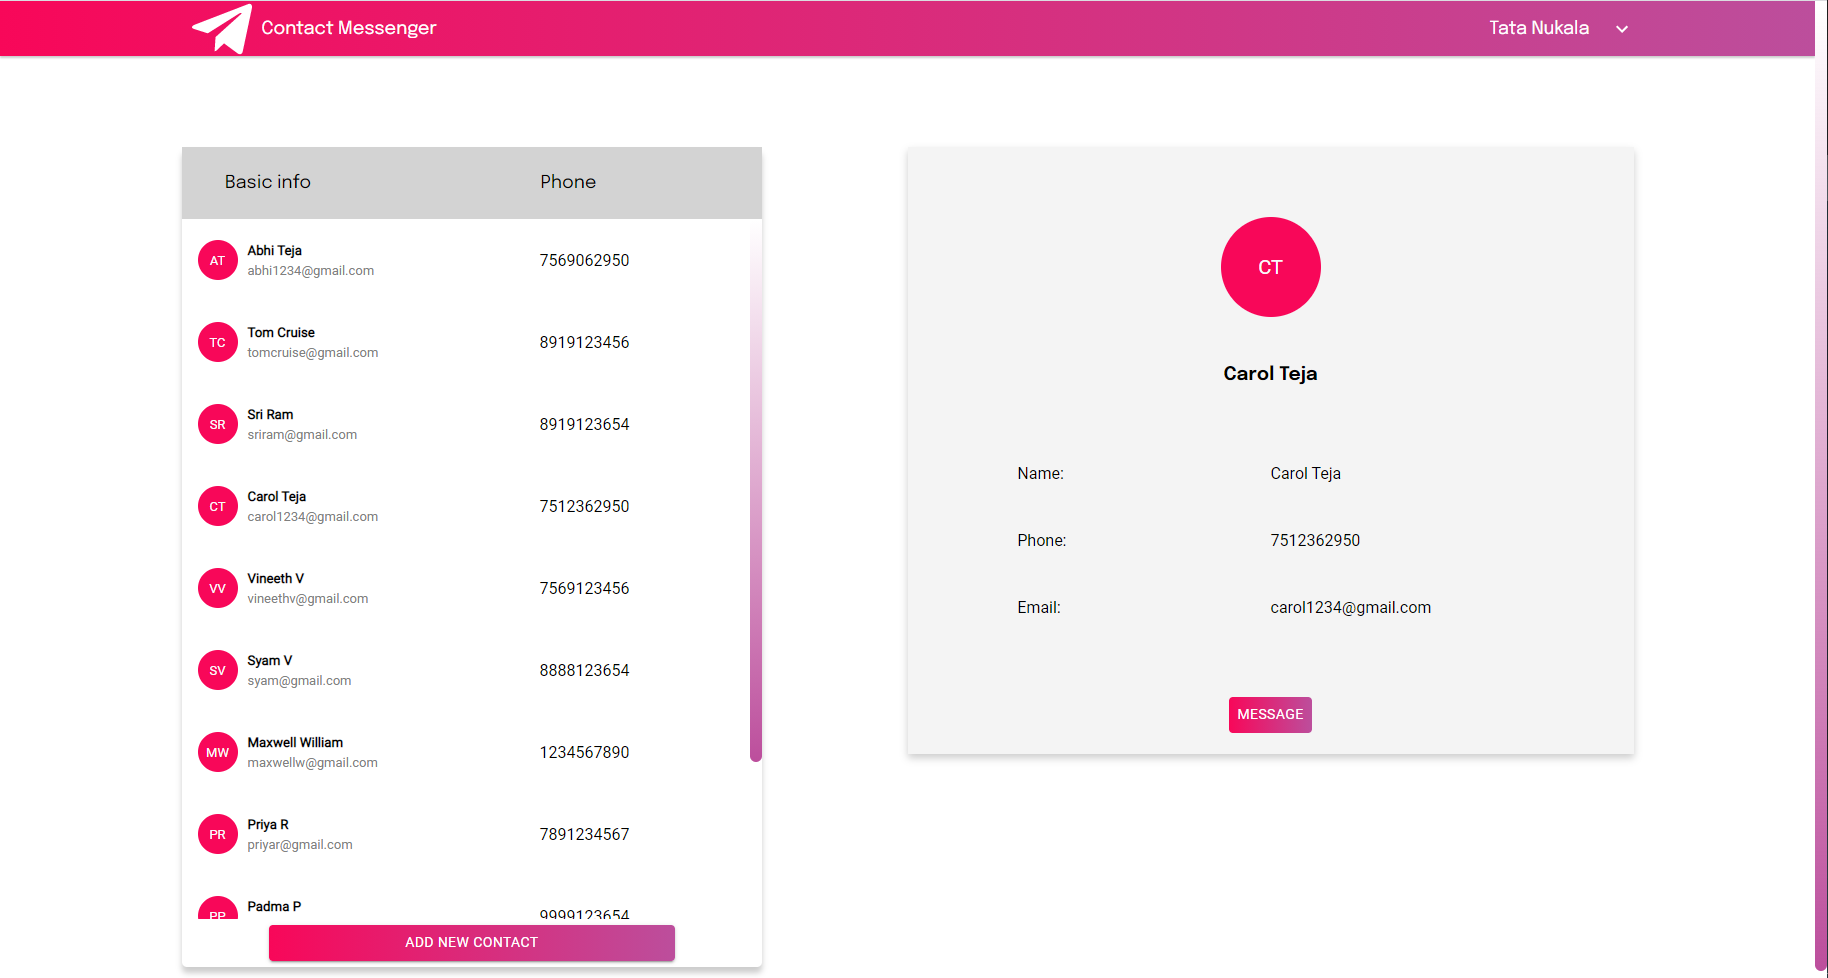 Contact Messenger
Tata Nukala
Basic info Phone
AT Abhi Teja
abhi1234@gmail.com
7569062950
TC Tom Cruise
tomcruise@gmail.com
8919123456
SR Sri Ram
sriram@gmail.com
8919123654
CT Carol Teja
carol1234@gmail.com
7512362950
VV Vineeth V
vineethv@gmail.com
7569123456
SV Syam V
syam@gmail.com
8888123654
MW Maxwell William
maxwellw@gmail.com
1234567890
PR Priya R
priyar@gmail.com
7891234567
PP Padma P
9999123654
ADD NEW CONTACT
CT
Carol Teja
Name: Carol Teja
Phone: 7512362950
Email: carol1234@gmail.com
MESSAGE